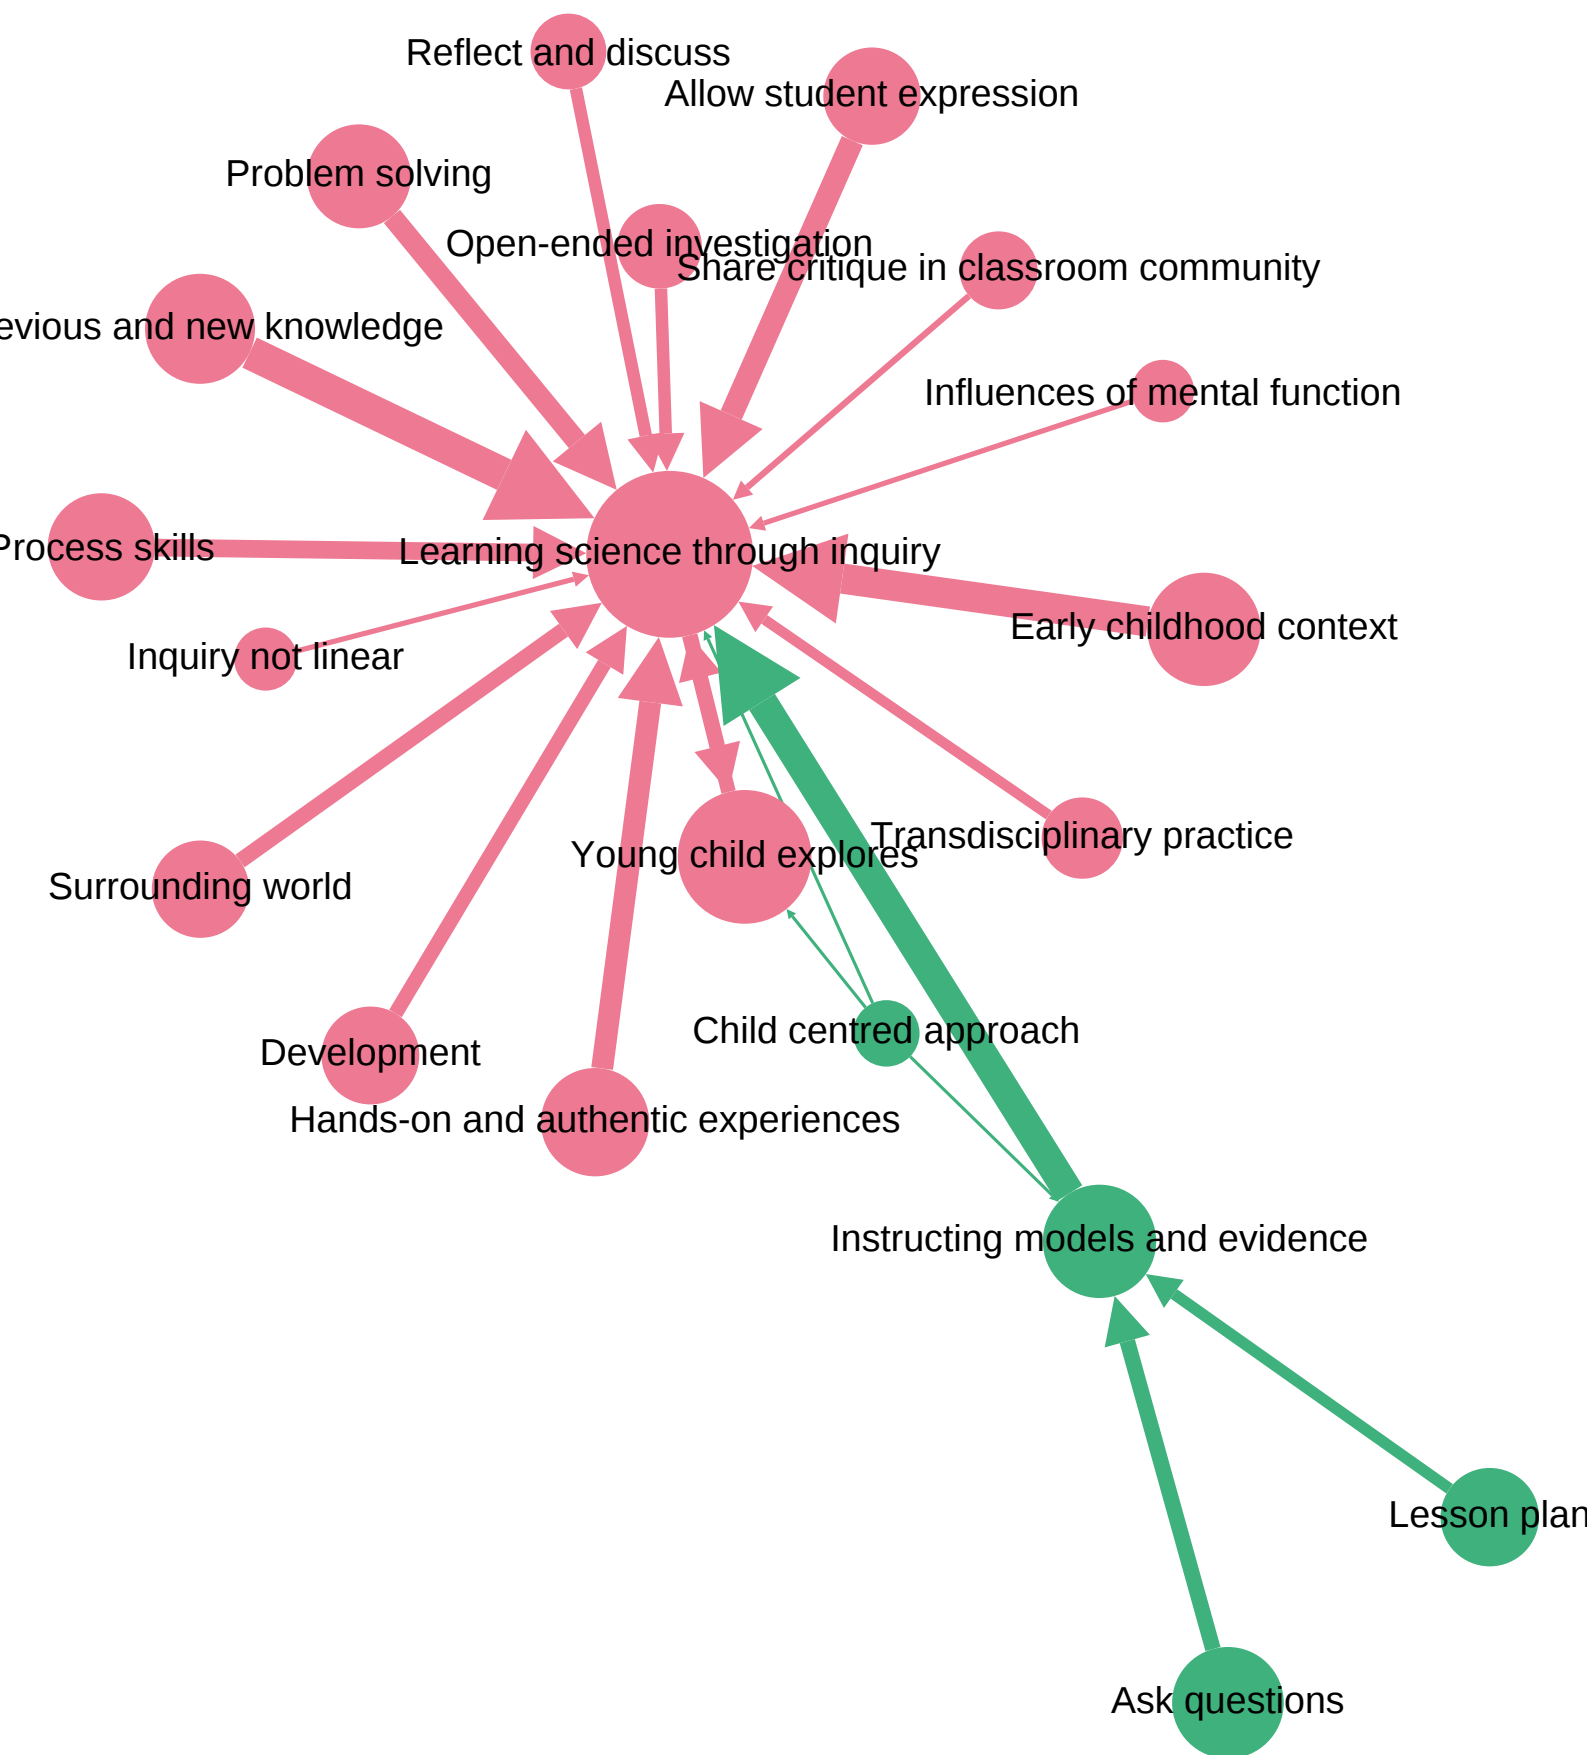 Reflect and discuss
Allow student expression
Problem solving
Open-ended investigation
Share critique in classroom community
evious and new knowledge
Influences of mental function
Process skills
Learning science through inquiry
Early childhood context
Inquiry not linear
Transdisciplinary practice
Young child explores
Surrounding world
Child centred approach
Development
Hands-on and authentic experiences
Instructing models and evidence
Lesson plan
Ask questions